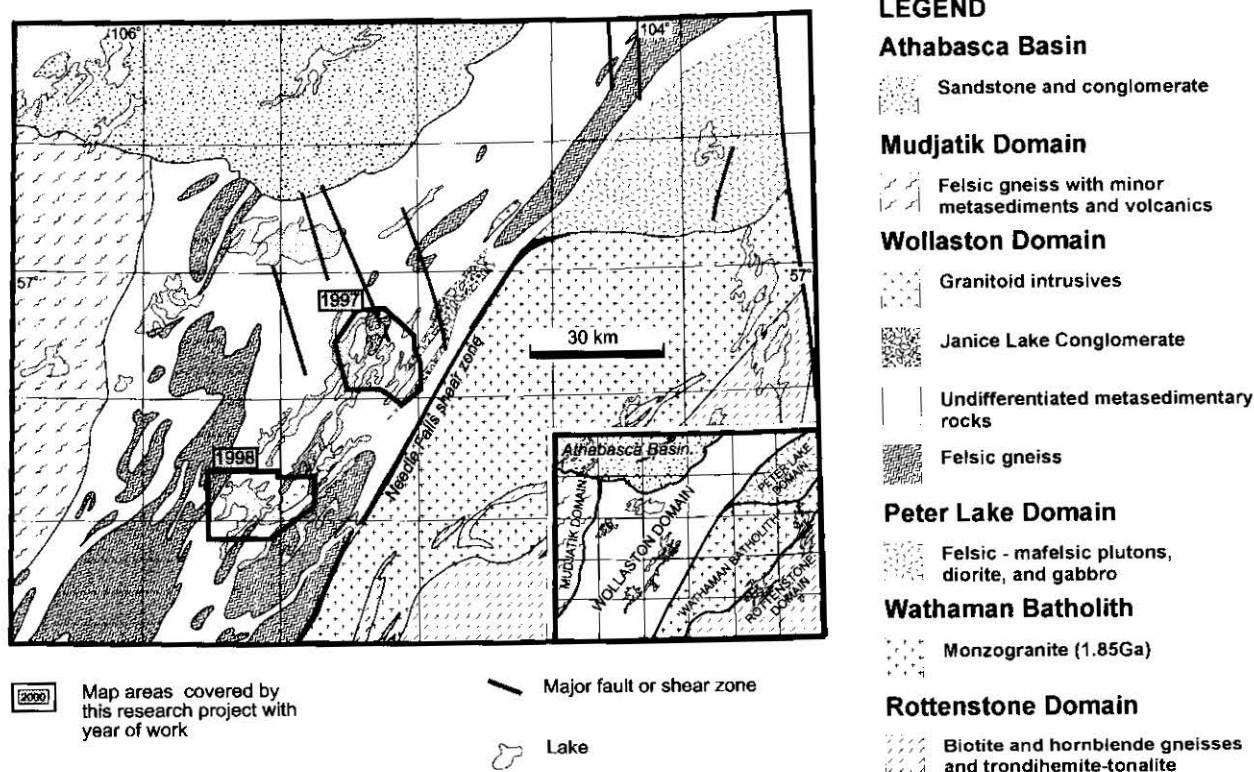 106°
104°
57°
57°
1997
30 km
Needle Falls shear zone
1998
Athabasca Basin
PETER LAKE
DOMAIN
MUDJATIK DOMAIN
WOLLASTON DOMAIN
WATHAMAN BATHOLITH
ROTTENSTONE
DOMAIN
2000
Map areas covered by
this research project with
year of work
Major fault or shear zone
Lake
LEGEND
Athabasca Basin
Sandstone and conglomerate
Mudjatik Domain
Felsic gneiss with minor
metasediments and volcanics
Wollaston Domain
Granitoid intrusives
Janice Lake Conglomerate
Undifferentiated metasedimentary
rocks
Felsic gneiss
Peter Lake Domain
Felsic - mafelsic plutons,
diorite, and gabbro
Wathaman Batholith
Monzogranite (1.85Ga)
Rottenstone Domain
Biotite and hornblende gneisses
and trondihemite-tonalite